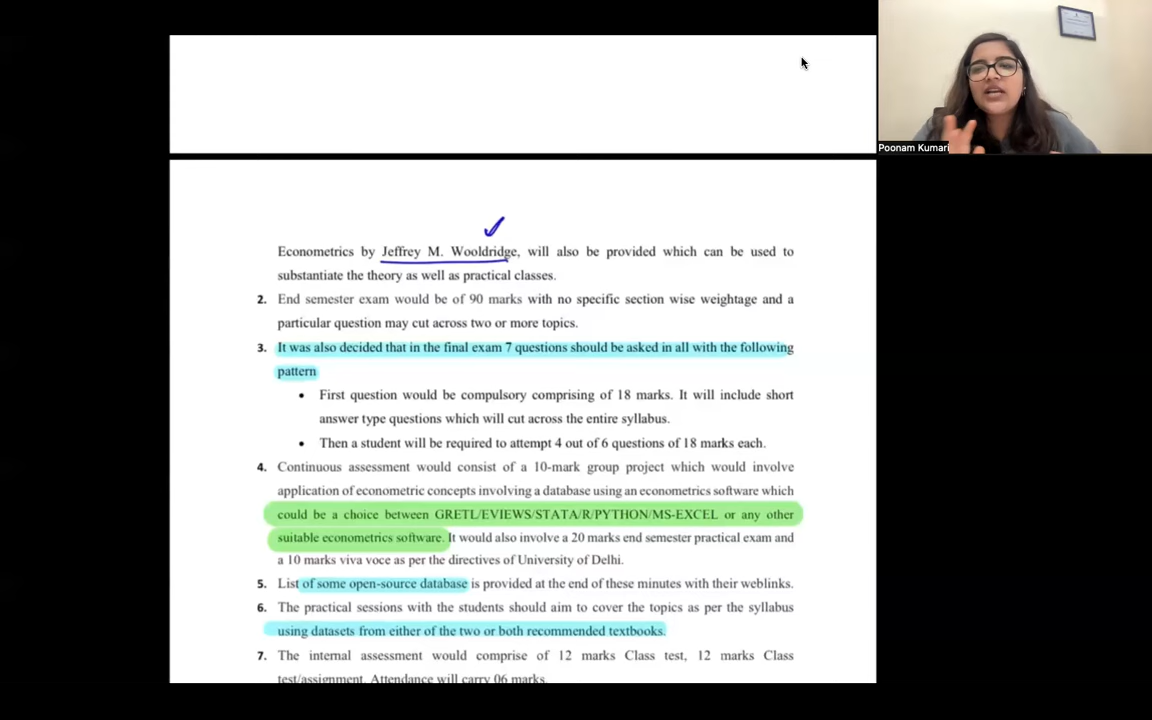 Poonam Kumari
Econometrics by Jeffrey M. Wooldridge, will also be provided which can be used to
substantiate the theory as well as practical classes.
2. End semester exam would be of 90 marks with no specific section wise weightage and a
particular question may cut across two or more topics.
3. It was also decided that in the final exam 7 questions should be asked in all with the following
pattern
• First question would be compulsory comprising of 18 marks. It will include short
answer type questions which will cut across the entire syllabus.
• Then a student will be required to attempt 4 out of 6 questions of 18 marks each.
4. Continuous assessment would consist of a 10-mark group project which would involve
application of econometric concepts involving a database using an econometrics software which
could be a choice between GRETL/EVIEWS/STATA/R/PYTHON/MS-EXCEL or any other
suitable econometrics software. It would also involve a 20 marks end semester practical exam and
a 10 marks viva voce as per the directives of University of Delhi.
5. List of some open-source database is provided at the end of these minutes with their weblinks.
6. The practical sessions with the students should aim to cover the topics as per the syllabus
using datasets from either of the two or both recommended textbooks.
7. The internal assessment would comprise of 12 marks Class test, 12 marks Class
test/assignment. Attendance will carry 06 marks.